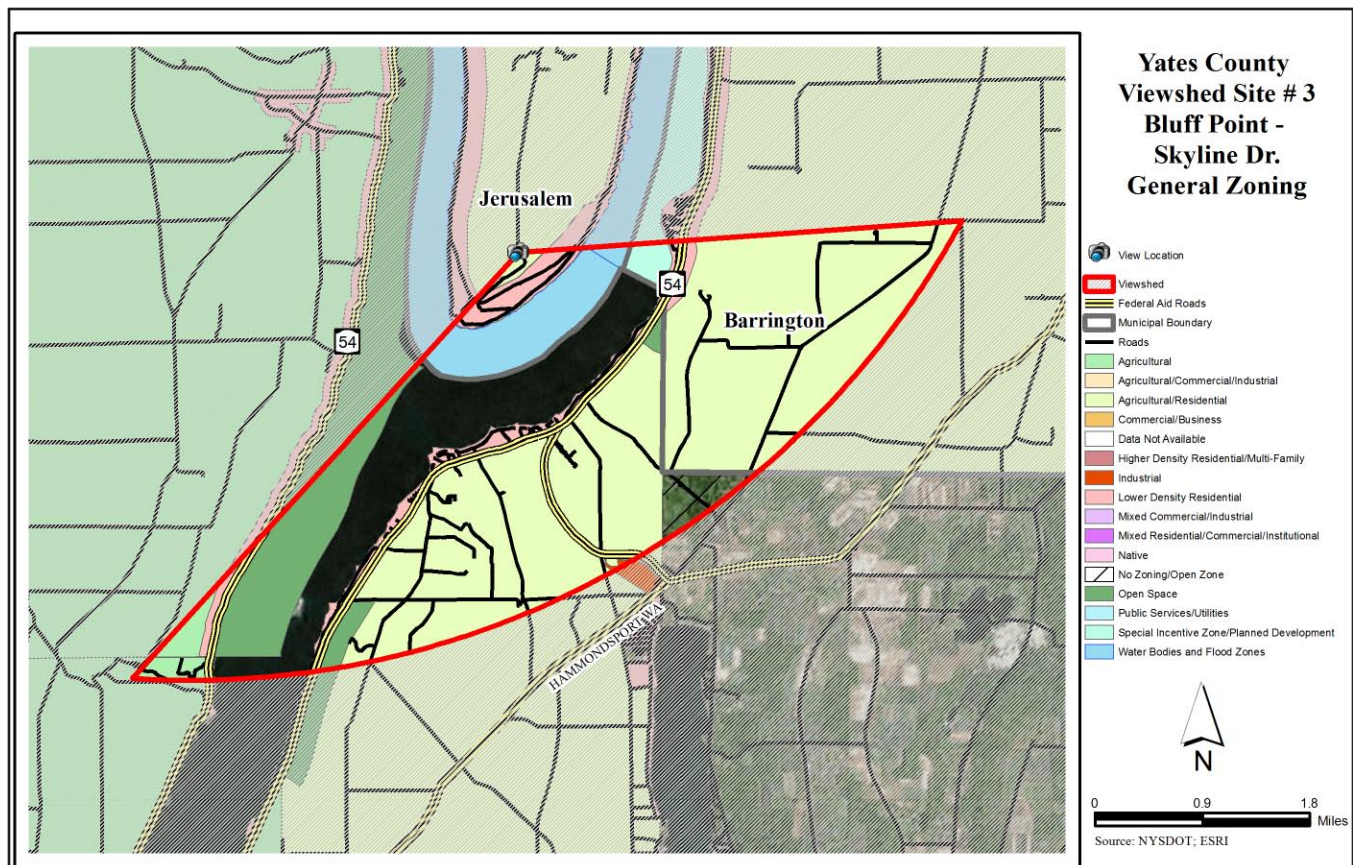 Yates County
Viewshed Site # 3
Bluff Point -
Skyline Dr.
General Zoning
Jerusalem
54
54
Barrington
HAMMONDSPORT WA
View Location
Viewshed
Federal Aid Roads
Municipal Boundary
Roads
Agricultural
Agricultural/Commercial/Industrial
Agricultural/Residential
Commercial/Business
Data Not Available
Higher Density Residential/Multi-Family
Industrial
Lower Density Residential
Mixed Commercial/Industrial
Mixed Residential/Commercial/Institutional
Native
No Zoning/Open Zone
Open Space
Public Services/Utilities
Special Incentive Zone/Planned Development
Water Bodies and Flood Zones
N
0 0.9 1.8
Miles
Source: NYSDOT; ESRI